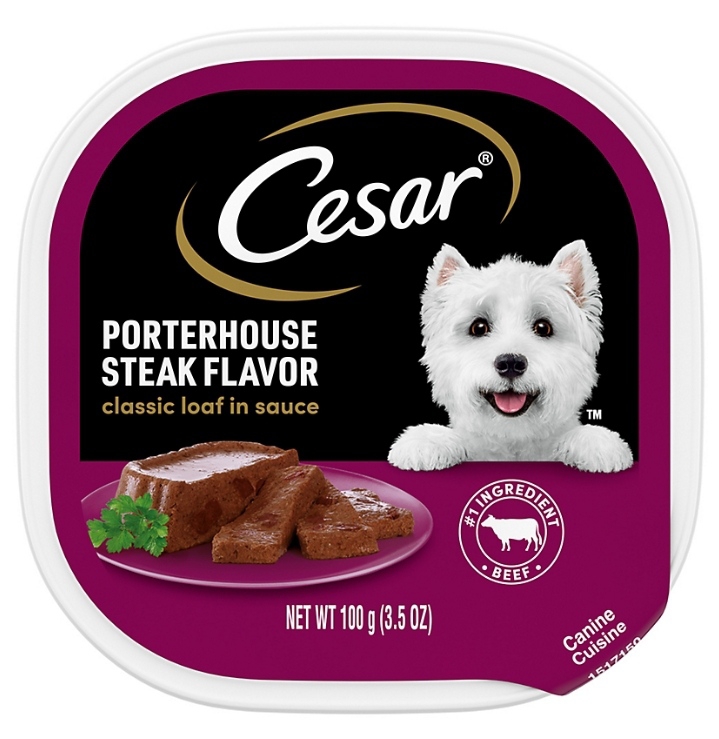 Cesar®
PORTERHOUSE
STEAK FLAVOR
classic loaf in sauce
TM
#1 INGREDIENT
• BEEF •
NET WT 100 g (3.5 OZ)
Canine
Cuisine